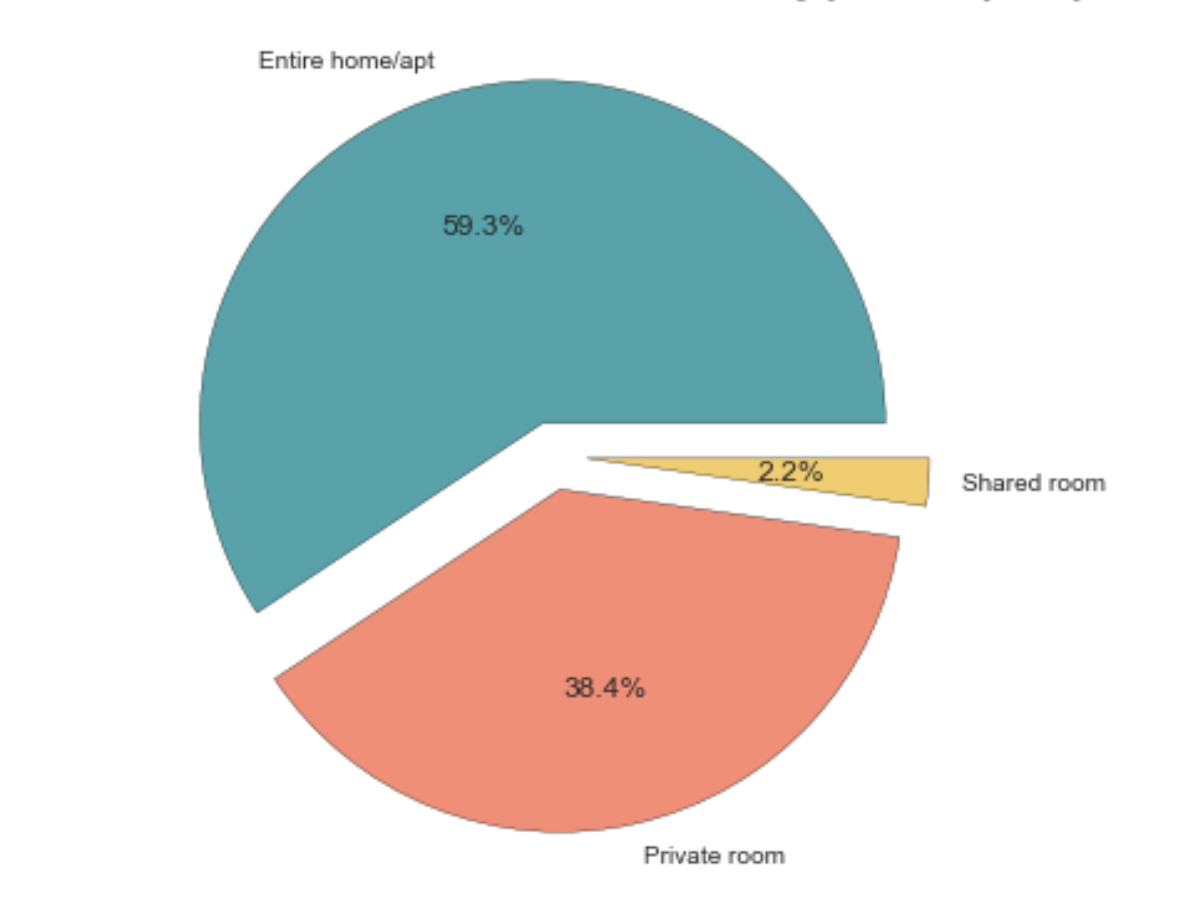 Entire home/apt
59.3%
2.2%
Shared room
38.4%
Private room